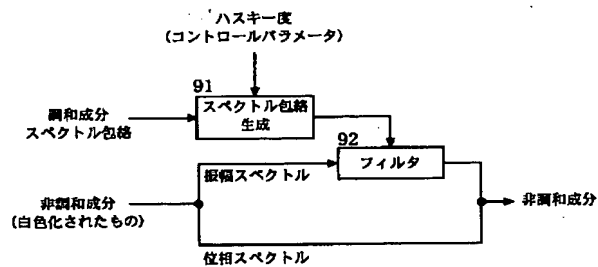 ハスキー度
(コントロールパラメータ)
91
スペクトル包絡
生成
調和成分
スペクトル包絡
92
フィルタ
振幅スペクトル
非調和成分
(白色化されたもの)
非調和成分
位相スペクトル